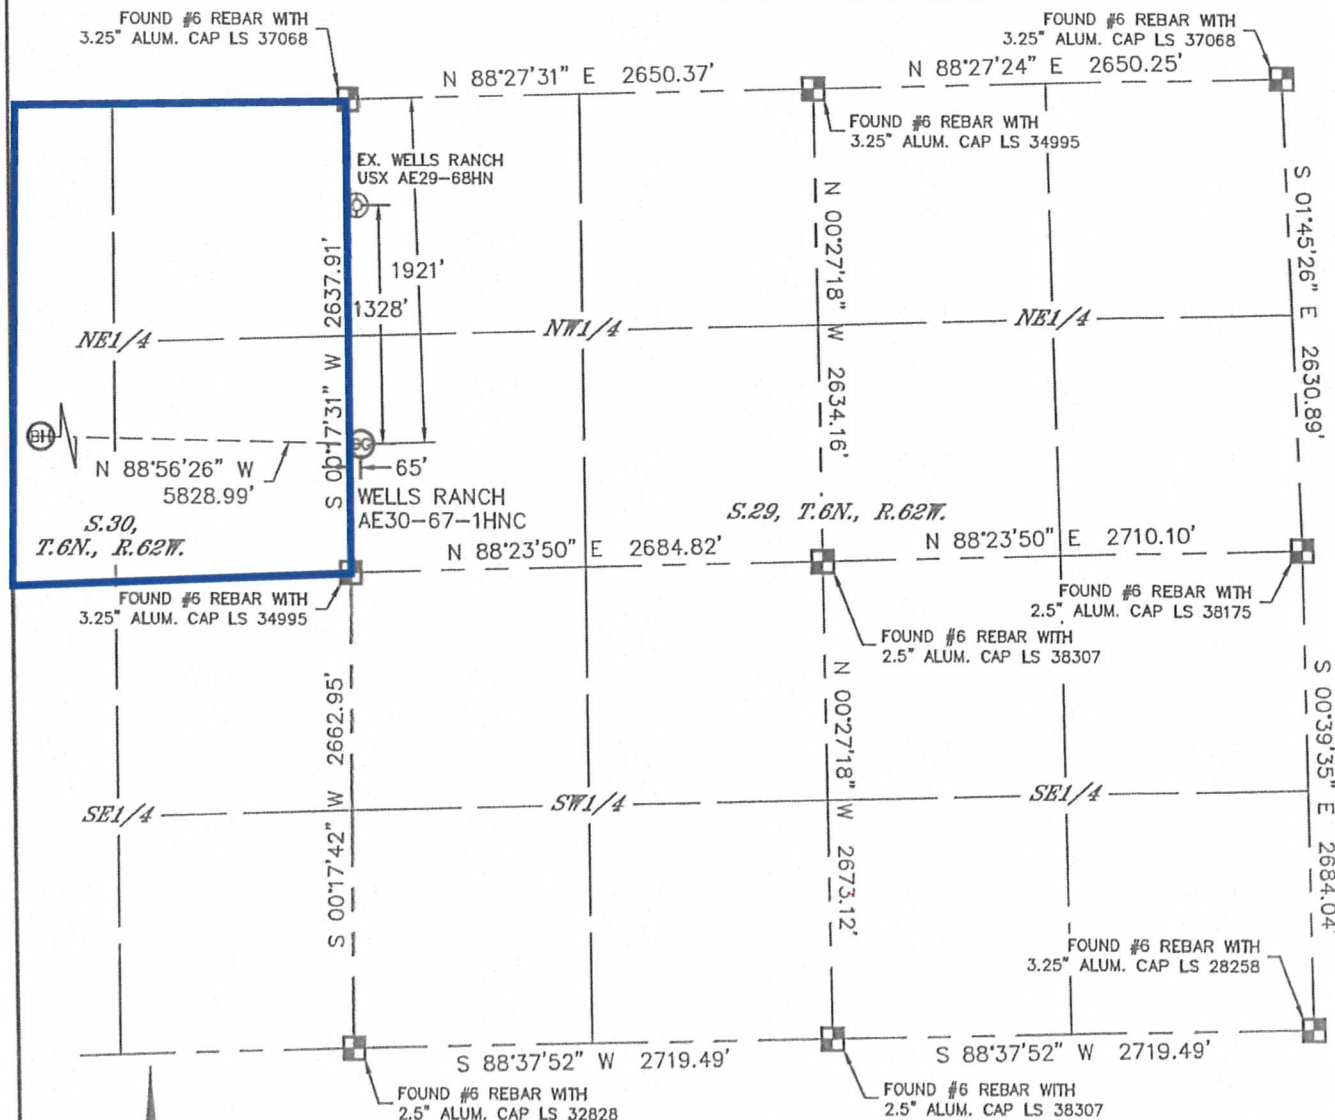 FOUND #6 REBAR WITH
3.25" ALUM. CAP LS 37068
FOUND #6 REBAR WITH
3.25" ALUM. CAP LS 37068
N 88°27'31" E 2650.37'
N 88°27'24" E 2650.25'
FOUND #6 REBAR WITH
3.25" ALUM. CAP LS 34995
EX. WELLS RANCH
USX AE29-68HN
S 00°17'31" W 2637.91'
1921'
1328'
N 00°27'18" W 2634.16'
S 01°45'26" E 2630.89'
NE1/4
NW1/4
NE1/4
BH
N 88°56'26" W
5828.99'
65'
WELLS RANCH
AE30-67-1HNC
S.30,
T.6N., R.62W.
S.29, T.6N., R.62W.
N 88°23'50" E 2684.82'
N 88°23'50" E 2710.10'
FOUND #6 REBAR WITH
3.25" ALUM. CAP LS 34995
FOUND #6 REBAR WITH
2.5" ALUM. CAP LS 38175
FOUND #6 REBAR WITH
2.5" ALUM. CAP LS 38307
S 00°17'42" W 2662.95'
N 00°27'18" W 2673.12'
S 00°39'35" E 2684.04'
SE1/4
SW1/4
SE1/4
FOUND #6 REBAR WITH
3.25" ALUM. CAP LS 28258
S 88°37'52" W 2719.49'
S 88°37'52" W 2719.49'
FOUND #6 REBAR WITH
2.5" ALUM. CAP LS 32828
FOUND #6 REBAR WITH
2.5" ALUM. CAP LS 38307